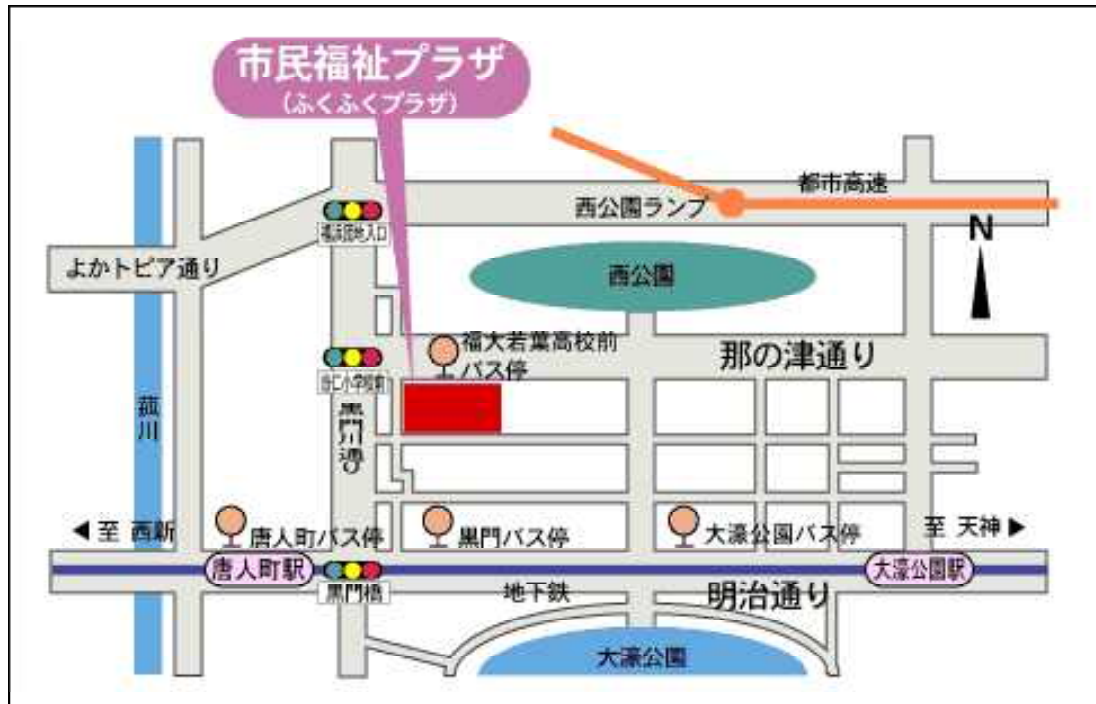 市民福祉プラザ
(ふくふくプラザ)
都市高速
西公園ランプ
N
よかトピア通り
西公園
福大若葉高校前
バス停
那の津通り
黒門川通り
菰川
至 西新
唐人町バス停
黒門バス停
大濠公園バス停
至 天神
唐人町駅
大濠公園駅
黒門橋
地下鉄
明治通り
大濠公園